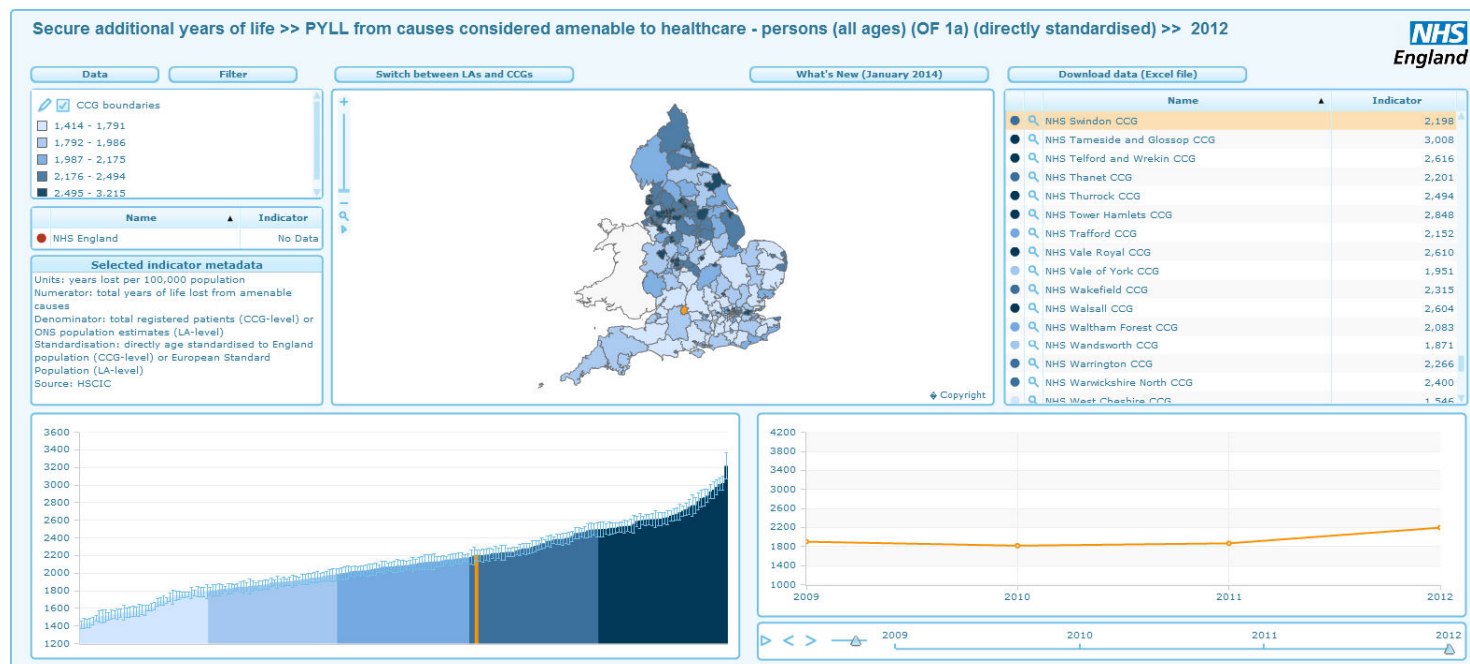 Secure additional years of life >> PYLL from causes considered amenable to healthcare - persons (all ages) (OF 1a) (directly standardised) >> 2012
NHS
England
Data
Filter
Switch between LAs and CCGs
What's New (January 2014)
Download data (Excel file)
CCG boundaries
1,414 - 1,791
1,792 - 1,986
1,987 - 2,175
2,176 - 2,494
2,495 - 3,215
Name ▲ Indicator
NHS England No Data
Selected indicator metadata
Units: years lost per 100,000 population
Numerator: total years of life lost from amenable
causes
Denominator: total registered patients (CCG-level) or
ONS population estimates (LA-level)
Standardisation: directly age standardised to England
population (CCG-level) or European Standard
Population (LA-level)
Source: HSCIC
Copyright
Name ▲ Indicator
NHS Swindon CCG 2,198
NHS Tameside and Glossop CCG 3,008
NHS Telford and Wrekin CCG 2,616
NHS Thanet CCG 2,201
NHS Thurrock CCG 2,494
NHS Tower Hamlets CCG 2,848
NHS Trafford CCG 2,152
NHS Vale Royal CCG 2,610
NHS Vale of York CCG 1,951
NHS Wakefield CCG 2,315
NHS Walsall CCG 2,604
NHS Waltham Forest CCG 2,083
NHS Wandsworth CCG 1,871
NHS Warrington CCG 2,266
NHS Warwickshire North CCG 2,400
NHS West Cheshire CCG 1,546
3600
3400
3200
3000
2800
2600
2400
2200
2000
1800
1600
1400
1200
4200
3800
3400
3000
2600
2200
1800
1400
1000
2009 2010 2011 2012
2009 2010 2011 2012